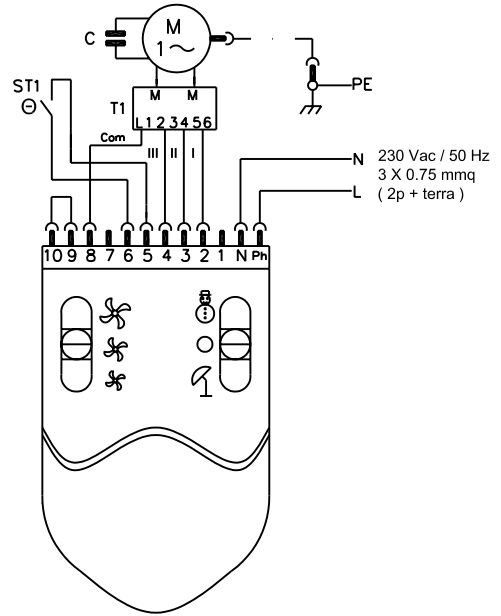 C
M
1
ST1
M M
T1
L 1 2 3 4 5 6
Com
III II I
PE
N
L
230 Vac / 50 Hz
3 X 0.75 mmq
( 2p + terra )
10 9 8 7 6 5 4 3 2 1 N Ph